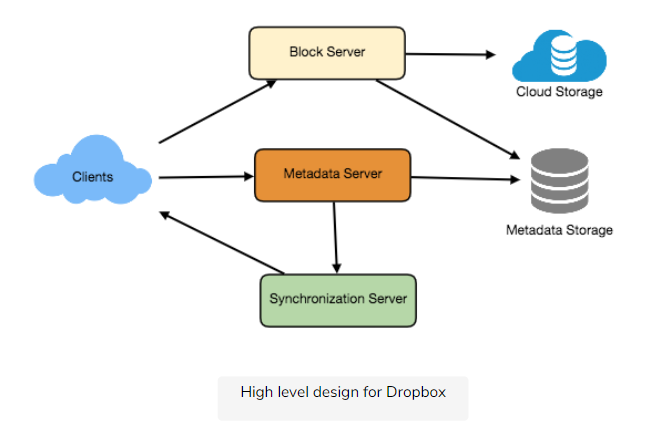 Block Server
Cloud Storage
Clients
Metadata Server
Metadata Storage
Synchronization Server
High level design for Dropbox